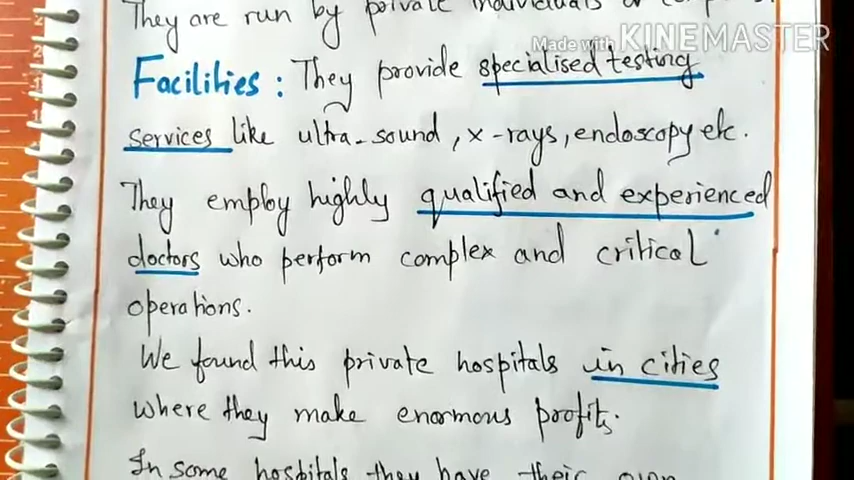 They are run by private individuals or
Made with KINEMASTER
Facilities : They provide specialised testing
services like ultra-sound, x-rays, endoscopy etc.
They employ highly qualified and experienced
doctors who perform complex and critical
operations.
We found this private hospitals in cities
where they make enormous profits.
In some hospitals they have their own